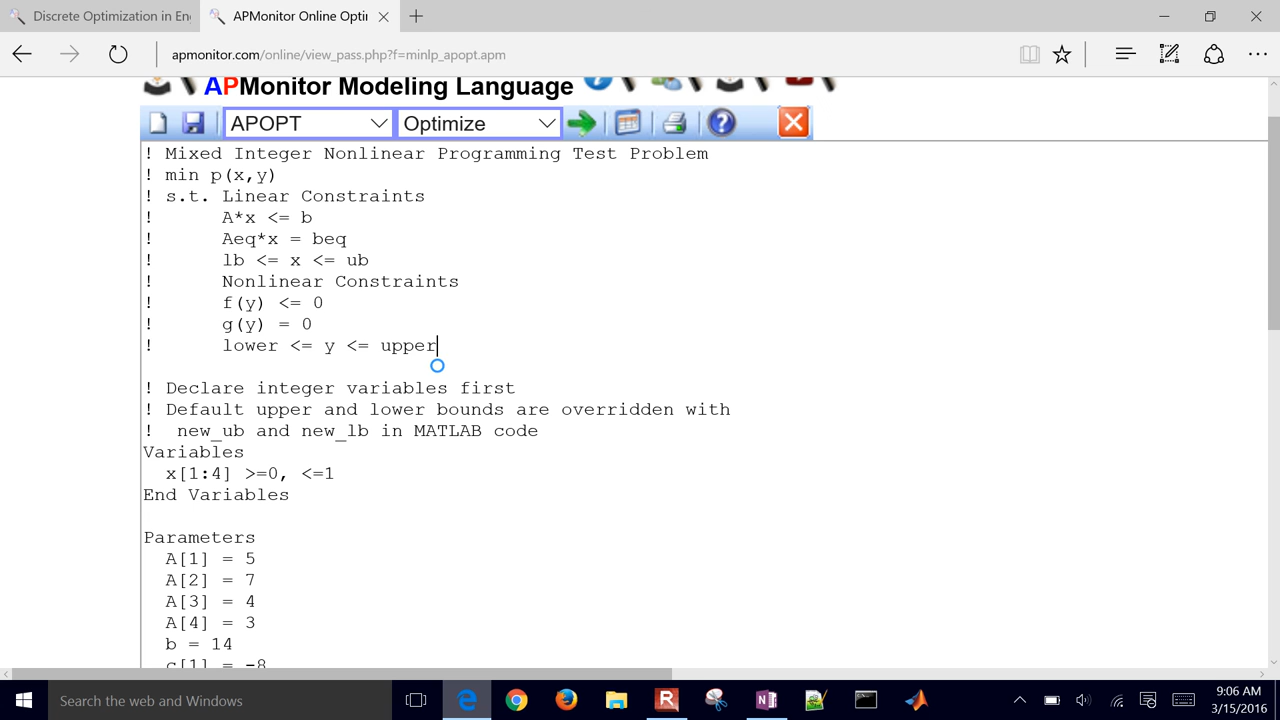 Discrete Optimization in En
APMonitor Online Opti
apmonitor.com/online/view_pass.php?f=minlp_apopt.apm
APMonitor Modeling Language
APOPT
Optimize
! Mixed Integer Nonlinear Programming Test Problem
! min p(x,y)
! s.t. Linear Constraints
!      A*x <= b
!      Aeq*x = beq
!      lb <= x <= ub
!      Nonlinear Constraints
!      f(y) <= 0
!      g(y) = 0
!      lower <= y <= upper
! Declare integer variables first
! Default upper and lower bounds are overridden with
!  new_ub and new_lb in MATLAB code
Variables
  x[1:4] >=0, <=1
End Variables
Parameters
  A[1] = 5
  A[2] = 7
  A[3] = 4
  A[4] = 3
  b = 14
  c[1] = -8
Search the web and Windows
9:06 AM
3/15/2016